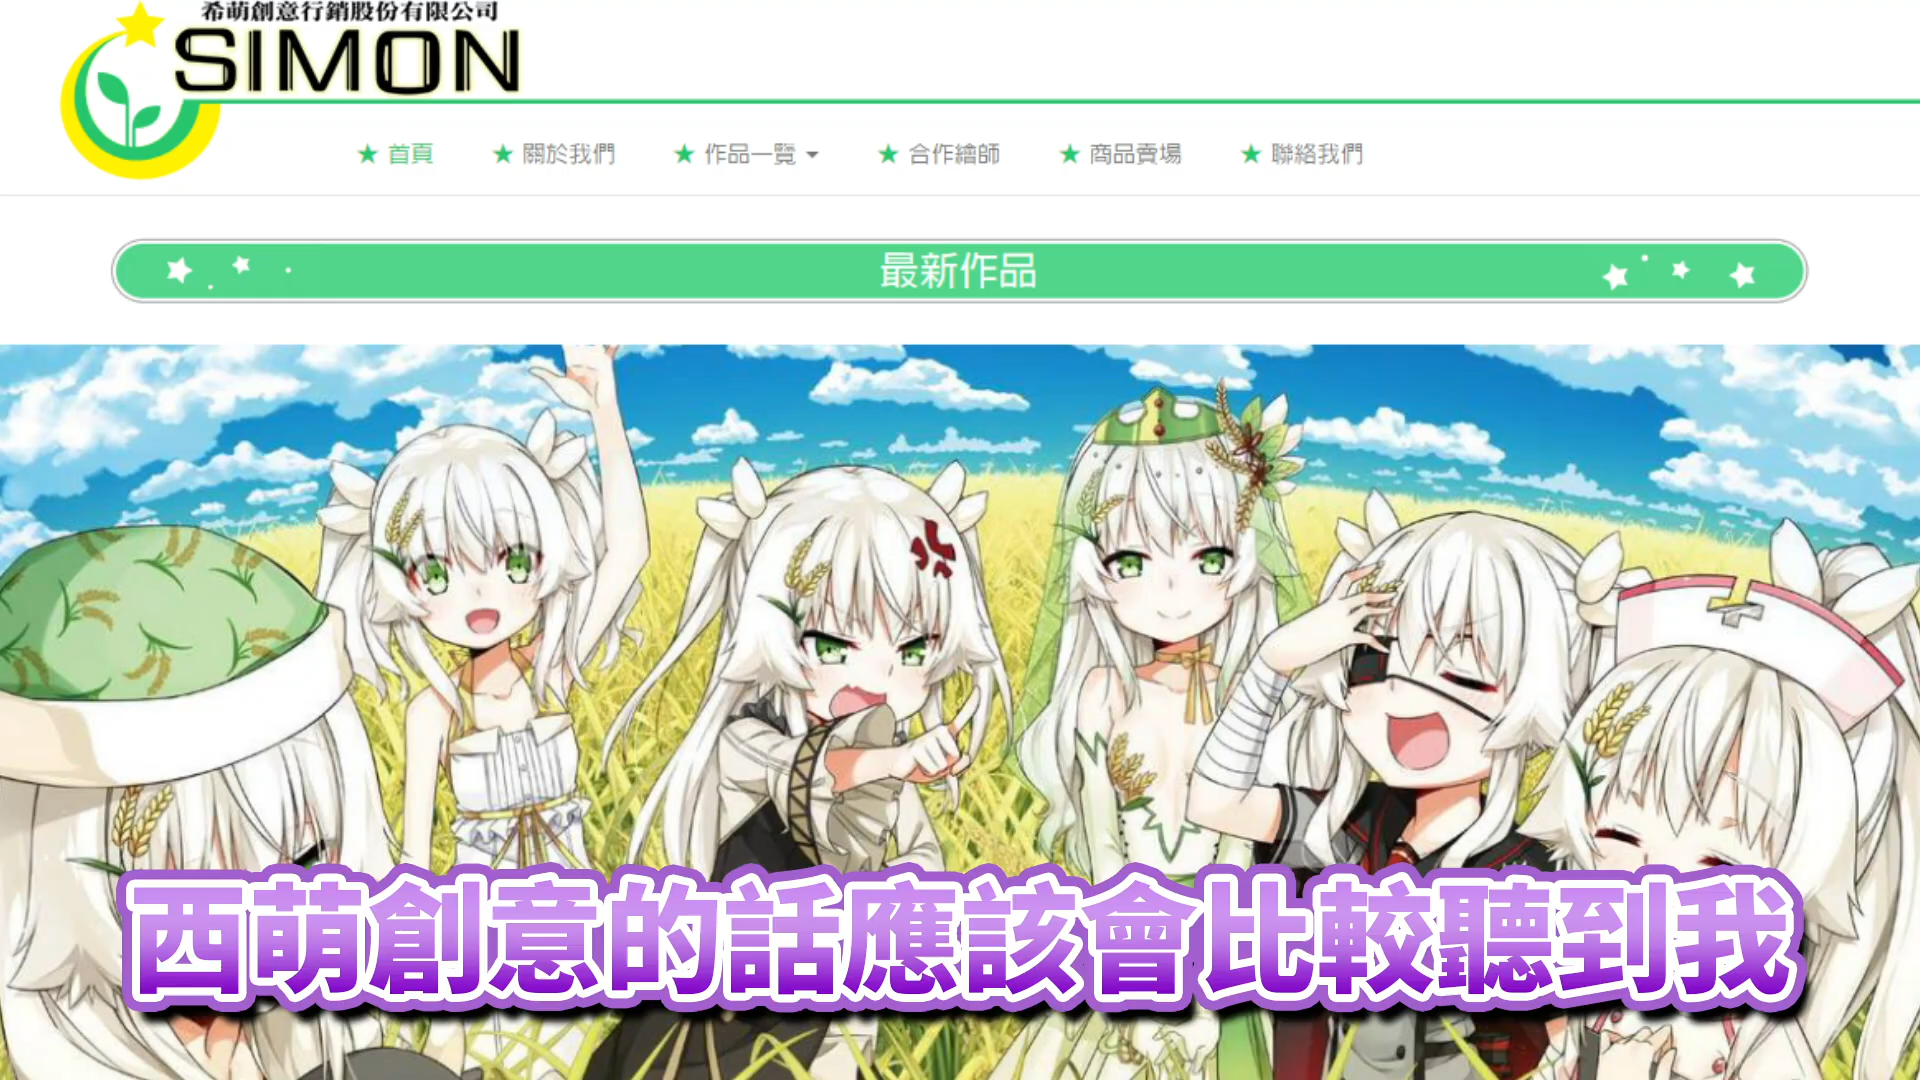 希萌創意行銷股份有限公司
SIMON
首頁 關於我們 作品一覽 合作繪師 商品賣場 聯絡我們
最新作品
西萌創意的話應該會比較聽到我